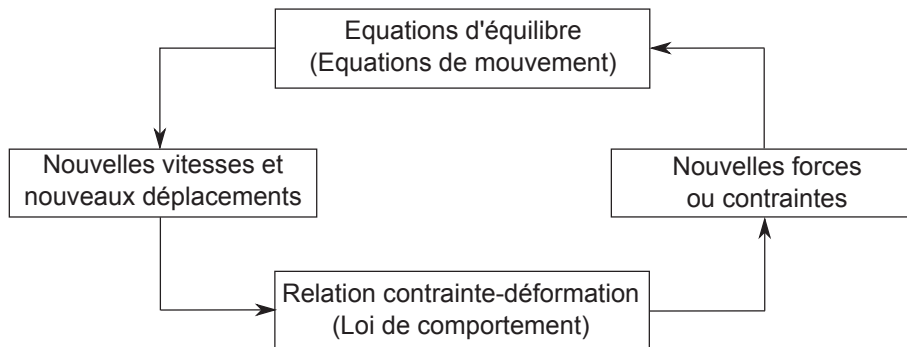 Equations d'équilibre
(Equations de mouvement)
Nouvelles vitesses et
nouveaux déplacements
Nouvelles forces
ou contraintes
Relation contrainte-déformation
(Loi de comportement)